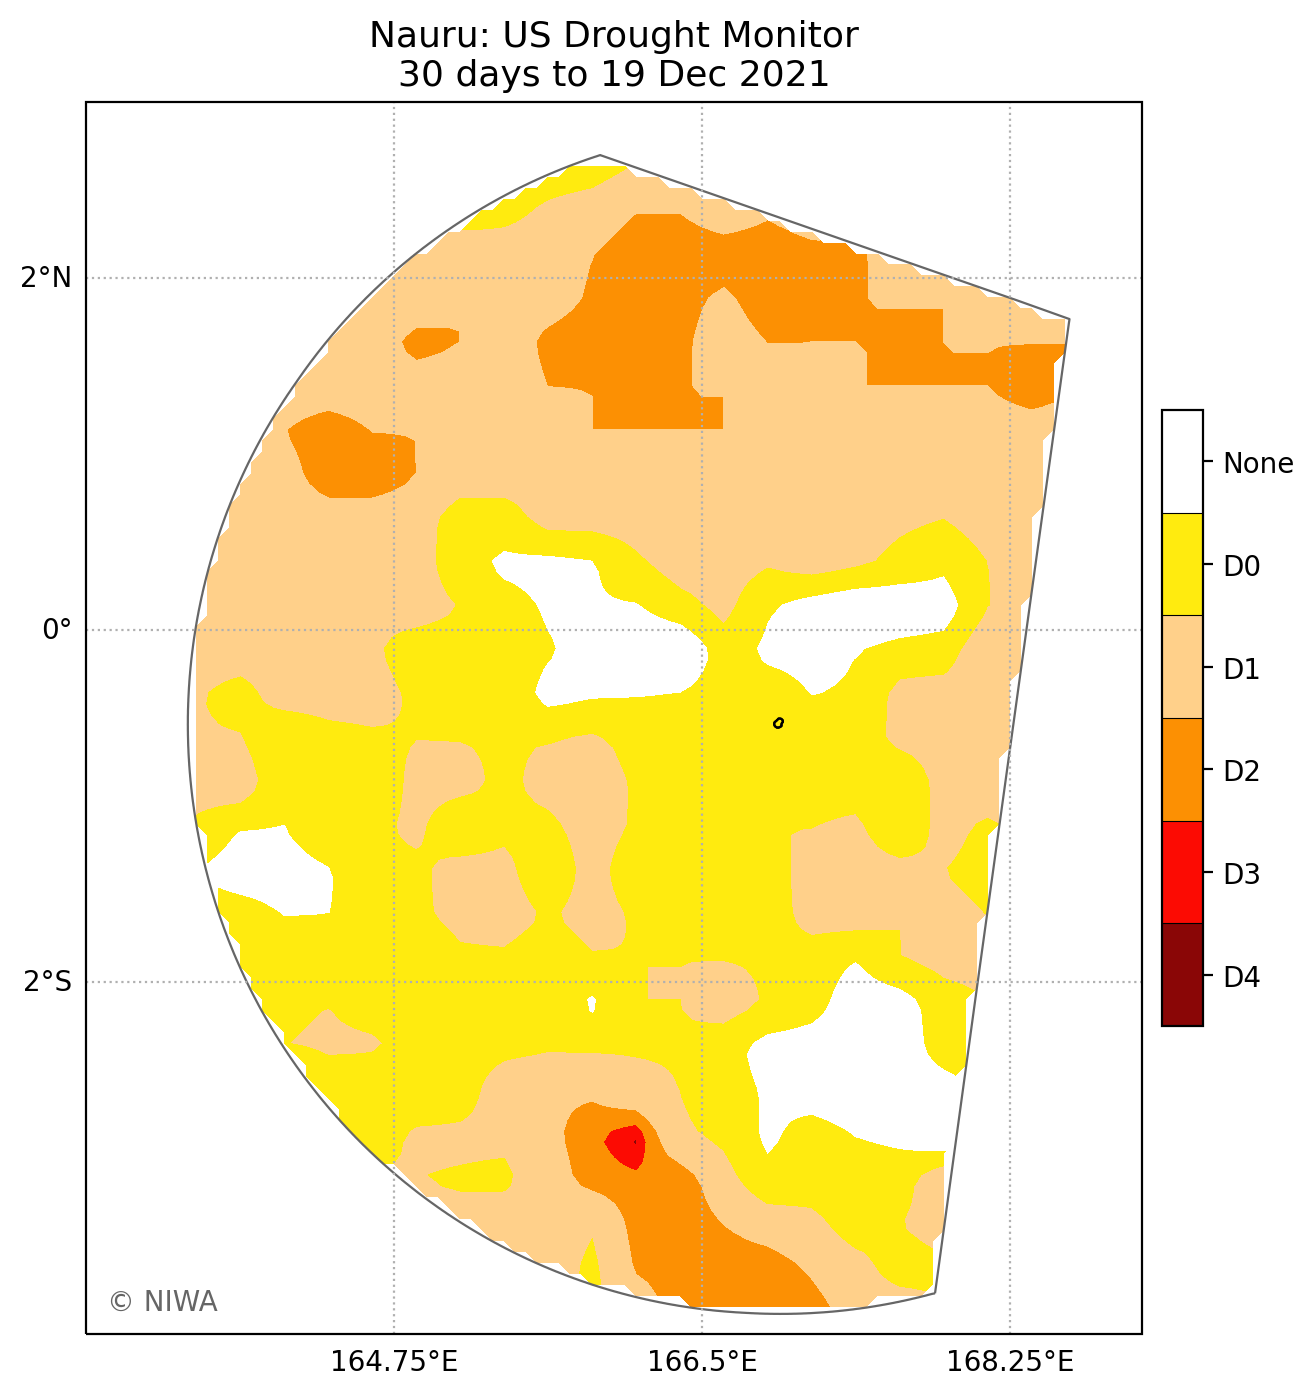 Nauru: US Drought Monitor
30 days to 19 Dec 2021
2°N
0°
2°S
164.75°E
166.5°E
168.25°E
None
D0
D1
D2
D3
D4
© NIWA